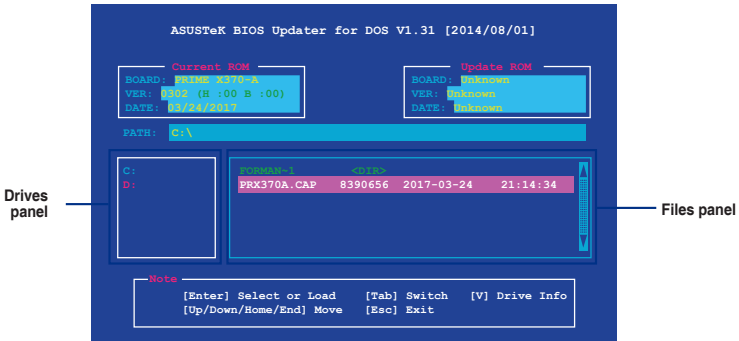 ASUSTeK BIOS Updater for DOS V1.31 [2014/08/01]
Current ROM
BOARD: PRIME X370-A
VER: 0302 (H :00 B :00)
DATE: 03/24/2017
Update ROM
BOARD: Unknown
VER: Unknown
DATE: Unknown
PATH: C:\
C:
D:
FORMAN~1 <DIR>
PRX370A.CAP 8390656 2017-03-24 21:14:34
Drives
panel
Files panel
Note
[Enter] Select or Load [Tab] Switch [V] Drive Info
[Up/Down/Home/End] Move [Esc] Exit